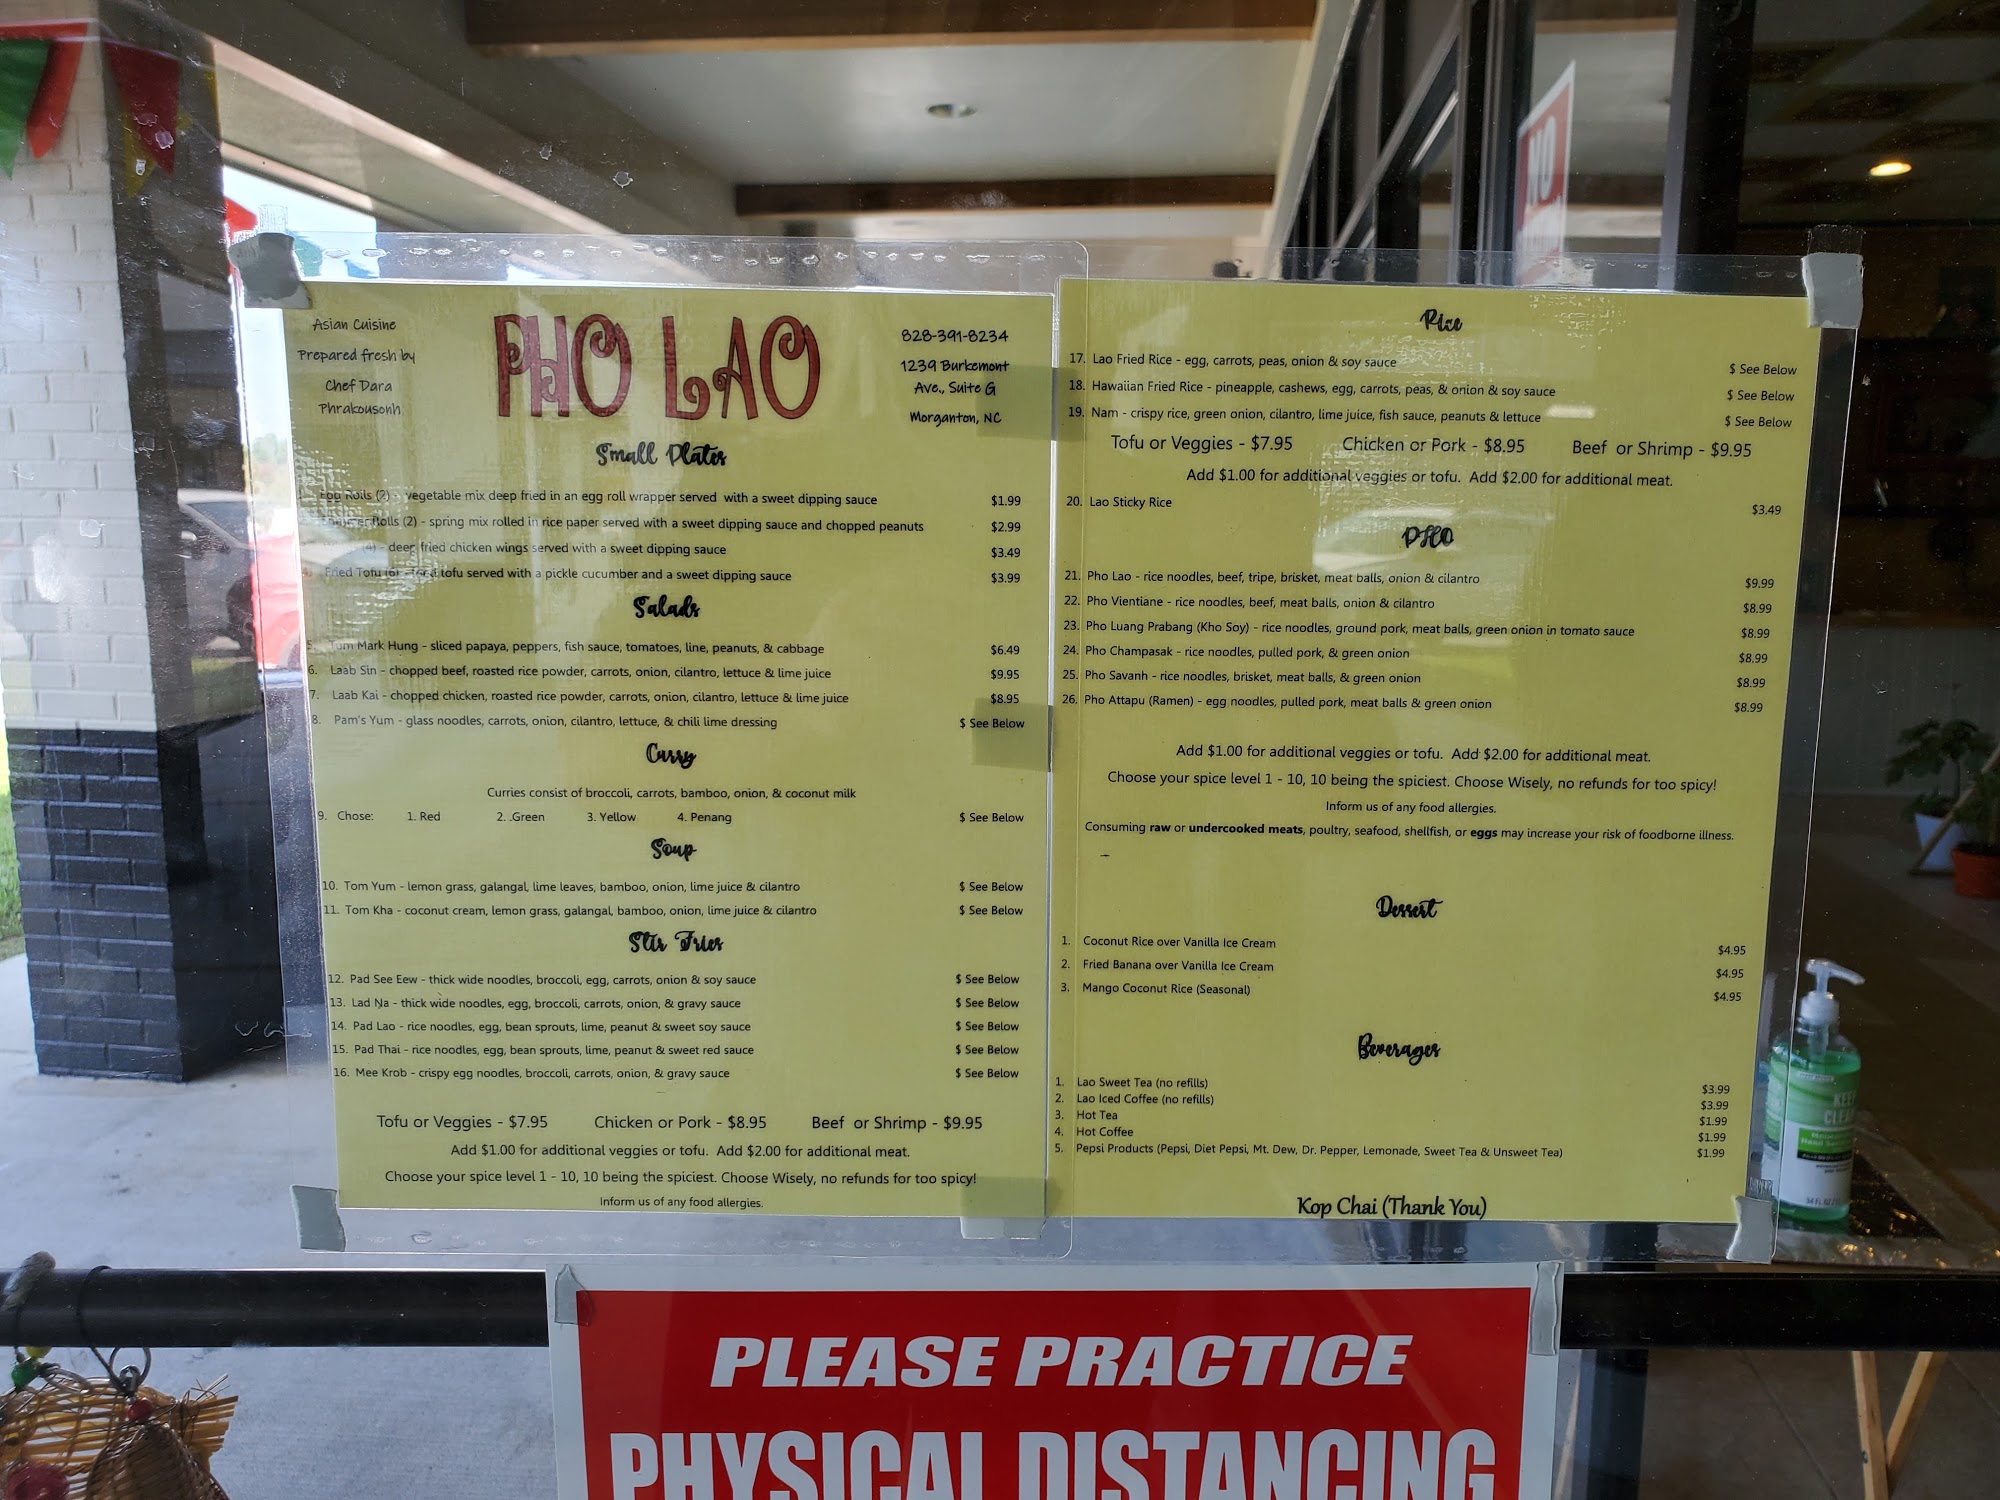 Asian Cuisine
Prepared fresh by
Chef Dara
Phrakousonh
PHO LAO
828-391-8234
1239 Burkemont
Ave., Suite G
Morganton, NC
Small Plates
Egg Rolls (2) - vegetable mix deep fried in an egg roll wrapper served with a sweet dipping sauce $1.99
Rolls (2) - spring mix rolled in rice paper served with a sweet dipping sauce and chopped peanuts $2.99
(4) - deep fried chicken wings served with a sweet dipping sauce $3.49
Fried Tofu (6) - fried tofu served with a pickle cucumber and a sweet dipping sauce $3.99
Salads
5. Tum Mark Hung - sliced papaya, peppers, fish sauce, tomatoes, line, peanuts, & cabbage $6.49
6. Laab Sin - chopped beef, roasted rice powder, carrots, onion, cilantro, lettuce & lime juice $9.95
7. Laab Kai - chopped chicken, roasted rice powder, carrots, onion, cilantro, lettuce & lime juice $8.95
8. Pam's Yum - glass noodles, carrots, onion, cilantro, lettuce, & chili lime dressing $ See Below
Curry
Curries consist of broccoli, carrots, bamboo, onion, & coconut milk
9. Chose: 1. Red 2. .Green 3. Yellow 4. Penang $ See Below
Soup
10. Tom Yum - lemon grass, galangal, lime leaves, bamboo, onion, lime juice & cilantro $ See Below
11. Tom Kha - coconut cream, lemon grass, galangal, bamboo, onion, lime juice & cilantro $ See Below
Stir Fries
12. Pad See Eew - thick wide noodles, broccoli, egg, carrots, onion & soy sauce $ See Below
13. Lad Na - thick wide noodles, egg, broccoli, carrots, onion, & gravy sauce $ See Below
14. Pad Lao - rice noodles, egg, bean sprouts, lime, peanut & sweet soy sauce $ See Below
15. Pad Thai - rice noodles, egg, bean sprouts, lime, peanut & sweet red sauce $ See Below
16. Mee Krob - crispy egg noodles, broccoli, carrots, onion, & gravy sauce $ See Below
Tofu or Veggies - $7.95 Chicken or Pork - $8.95 Beef or Shrimp - $9.95
Add $1.00 for additional veggies or tofu. Add $2.00 for additional meat.
Choose your spice level 1 - 10, 10 being the spiciest. Choose Wisely, no refunds for too spicy!
Inform us of any food allergies.
Rice
17. Lao Fried Rice - egg, carrots, peas, onion & soy sauce $ See Below
18. Hawaiian Fried Rice - pineapple, cashews, egg, carrots, peas, & onion & soy sauce $ See Below
19. Nam - crispy rice, green onion, cilantro, lime juice, fish sauce, peanuts & lettuce $ See Below
Tofu or Veggies - $7.95 Chicken or Pork - $8.95 Beef or Shrimp - $9.95
Add $1.00 for additional veggies or tofu. Add $2.00 for additional meat.
20. Lao Sticky Rice $3.49
PHO
21. Pho Lao - rice noodles, beef, tripe, brisket, meat balls, onion & cilantro $9.99
22. Pho Vientiane - rice noodles, beef, meat balls, onion & cilantro $8.99
23. Pho Luang Prabang (Kho Soy) - rice noodles, ground pork, meat balls, green onion in tomato sauce $8.99
24. Pho Champasak - rice noodles, pulled pork, & green onion $8.99
25. Pho Savanh - rice noodles, brisket, meat balls, & green onion $8.99
26. Pho Attapu (Ramen) - egg noodles, pulled pork, meat balls & green onion $8.99
Add $1.00 for additional veggies or tofu. Add $2.00 for additional meat.
Choose your spice level 1 - 10, 10 being the spiciest. Choose Wisely, no refunds for too spicy!
Inform us of any food allergies.
Consuming raw or undercooked meats, poultry, seafood, shellfish, or eggs may increase your risk of foodborne illness.
Dessert
1. Coconut Rice over Vanilla Ice Cream $4.95
2. Fried Banana over Vanilla Ice Cream $4.95
3. Mango Coconut Rice (Seasonal) $4.95
Beverages
1. Lao Sweet Tea (no refills) $3.99
2. Lao Iced Coffee (no refills) $3.99
3. Hot Tea $1.99
4. Hot Coffee $1.99
5. Pepsi Products (Pepsi, Diet Pepsi, Mt. Dew, Dr. Pepper, Lemonade, Sweet Tea & Unsweet Tea) $1.99
Kop Chai (Thank You)
NO
PLEASE PRACTICE
PHYSICAL DISTANCING